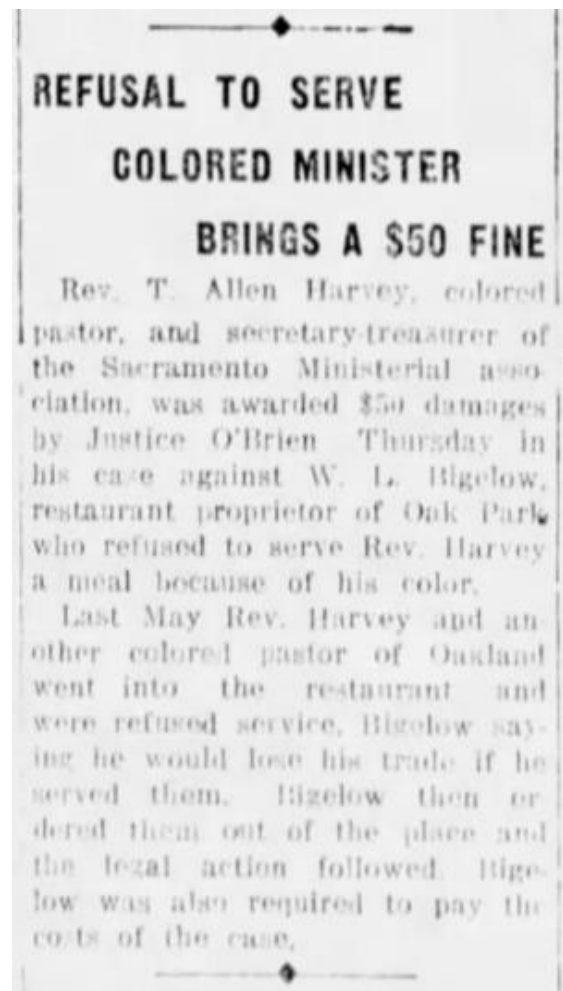 REFUSAL TO SERVE
COLORED MINISTER
BRINGS A $50 FINE
Rev. T. Allen Harvey, colored
pastor, and secretary-treasurer of
the Sacramento Ministerial asso-
ciation, was awarded $50 damages
by Justice O'Brien Thursday in
his case against W. L. Bigelow,
restaurant proprietor of Oak Park,
who refused to serve Rev. Harvey
a meal because of his color.
Last May Rev. Harvey and an-
other colored pastor of Oakland
went into the restaurant and
were refused service, Bigelow say-
ing he would lose his trade if he
served them. Bigelow then or-
dered them out of the place and
the legal action followed. Bige-
low was also required to pay the
costs of the case.